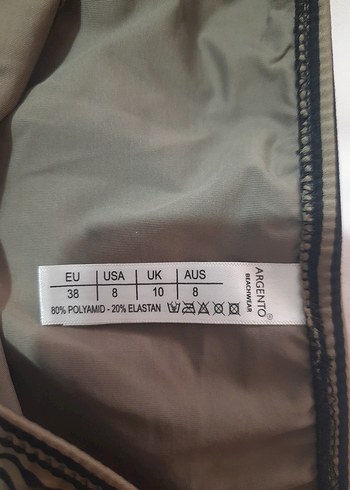 EU USA UK AUS
38 8 10 8
80% POLYAMID - 20% ELASTAN
ARGENTO®
BEACHWEAR